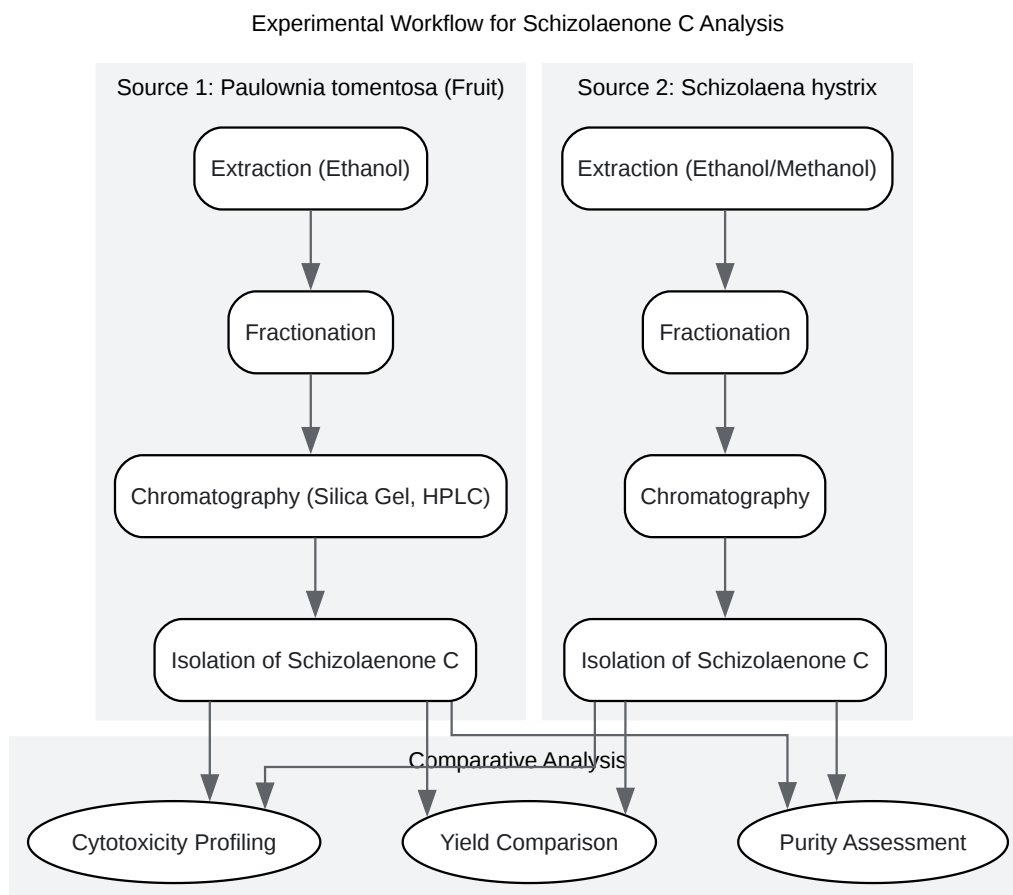 Experimental Workflow for Schizolaenone C Analysis
Source 1: Paulownia tomentosa (Fruit)
Extraction (Ethanol)
Fractionation
Chromatography (Silica Gel, HPLC)
Isolation of Schizolaenone C
Source 2: Schizolaena hystrix
Extraction (Ethanol/Methanol)
Fractionation
Chromatography
Isolation of Schizolaenone C
Comparative Analysis
Cytotoxicity Profiling
Yield Comparison
Purity Assessment